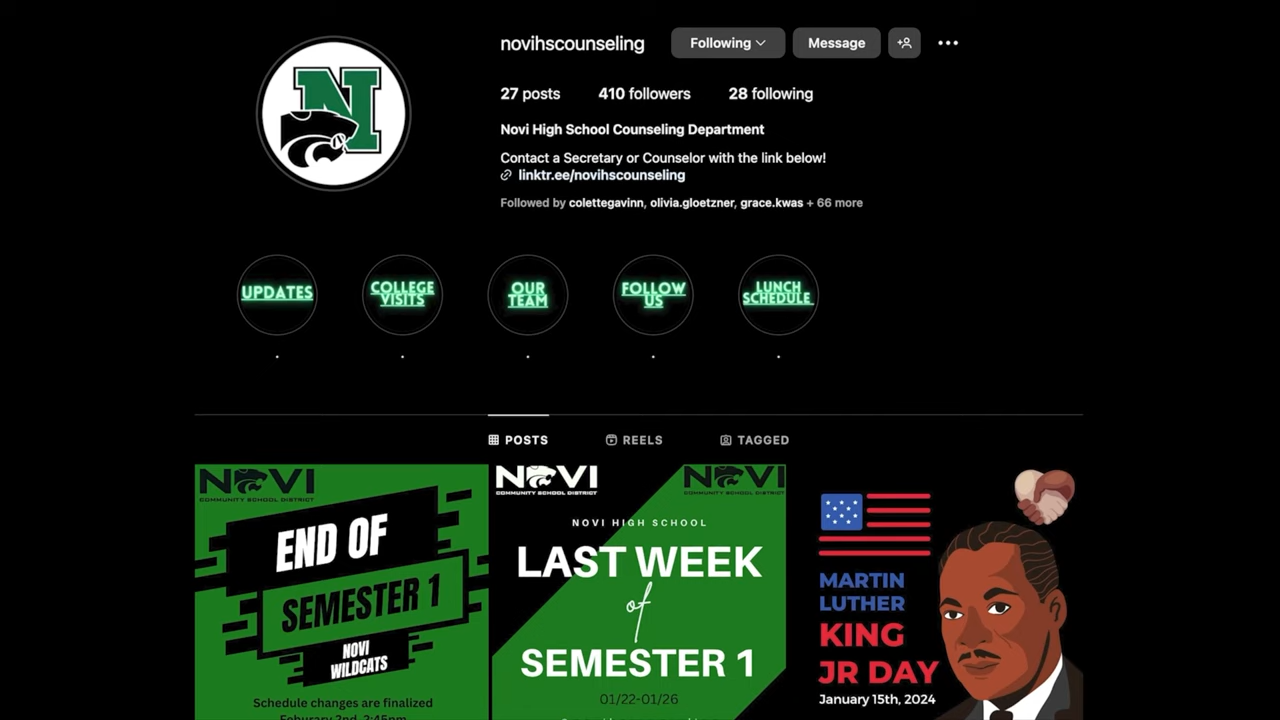 novihscounseling Following Message
27 posts 410 followers 28 following
Novi High School Counseling Department
Contact a Secretary or Counselor with the link below!
linktr.ee/novihscounseling
Followed by colettegavinn, olivia.gloetzner, grace.kwas + 66 more
UPDATES
COLLEGE
VISITS
OUR
TEAM
FOLLOW
US
LUNCH
SCHEDULE
POSTS REELS TAGGED
NOVI
COMMUNITY SCHOOL DISTRICT
END OF
SEMESTER 1
NOVI
WILDCATS
Schedule changes are finalized
Feburary 2nd, 2:45pm
NOVI
COMMUNITY SCHOOL DISTRICT
NOVI
COMMUNITY SCHOOL DISTRICT
NOVI HIGH SCHOOL
LAST WEEK
of
SEMESTER 1
01/22-01/26
MARTIN
LUTHER
KING
JR DAY
January 15th, 2024